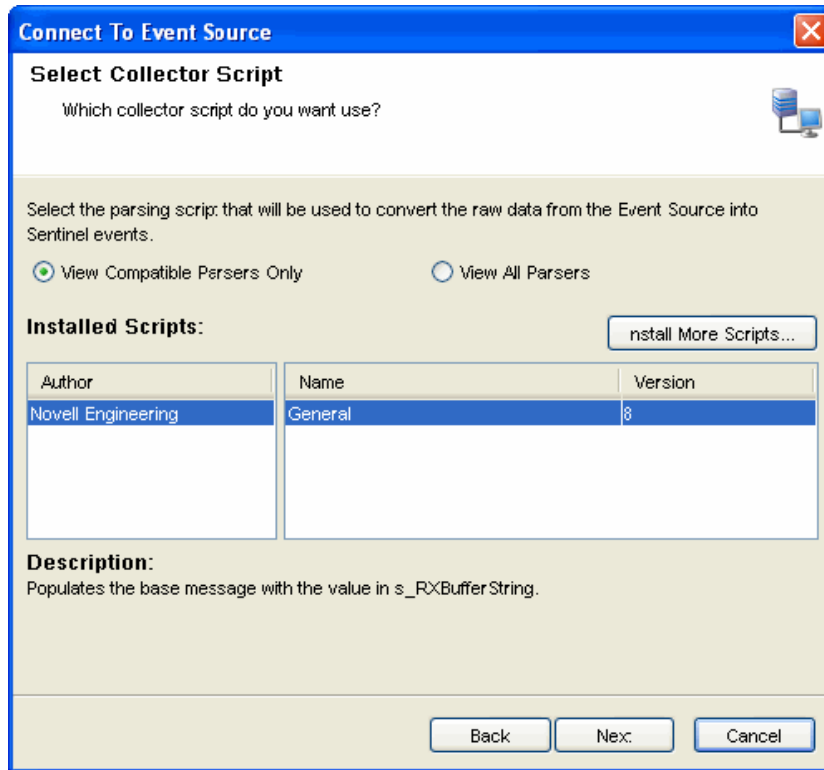 Connect To Event Source
Select Collector Script
Which collector script do you want use?
Select the parsing script that will be used to convert the raw data from the Event Source into
Sentinel events.
View Compatible Parsers Only
View All Parsers
Installed Scripts:
nstall More Scripts...
Author
Name
Version
Novell Engineering
General
8
Description:
Populates the base message with the value in s_RXBufferString.
Back
Next
Cancel